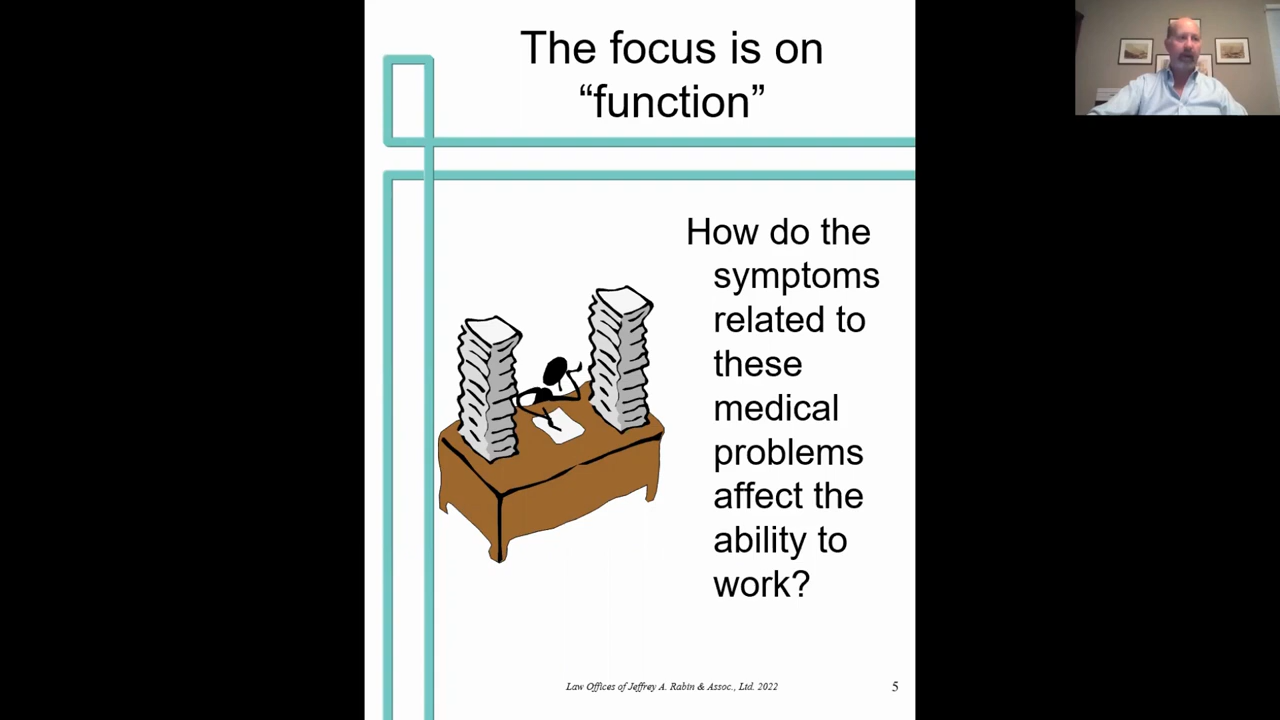 The focus is on
“function”
How do the
symptoms
related to
these
medical
problems
affect the
ability to
work?
Law Offices of Jeffrey A. Rabin & Assoc., Ltd. 2022
5